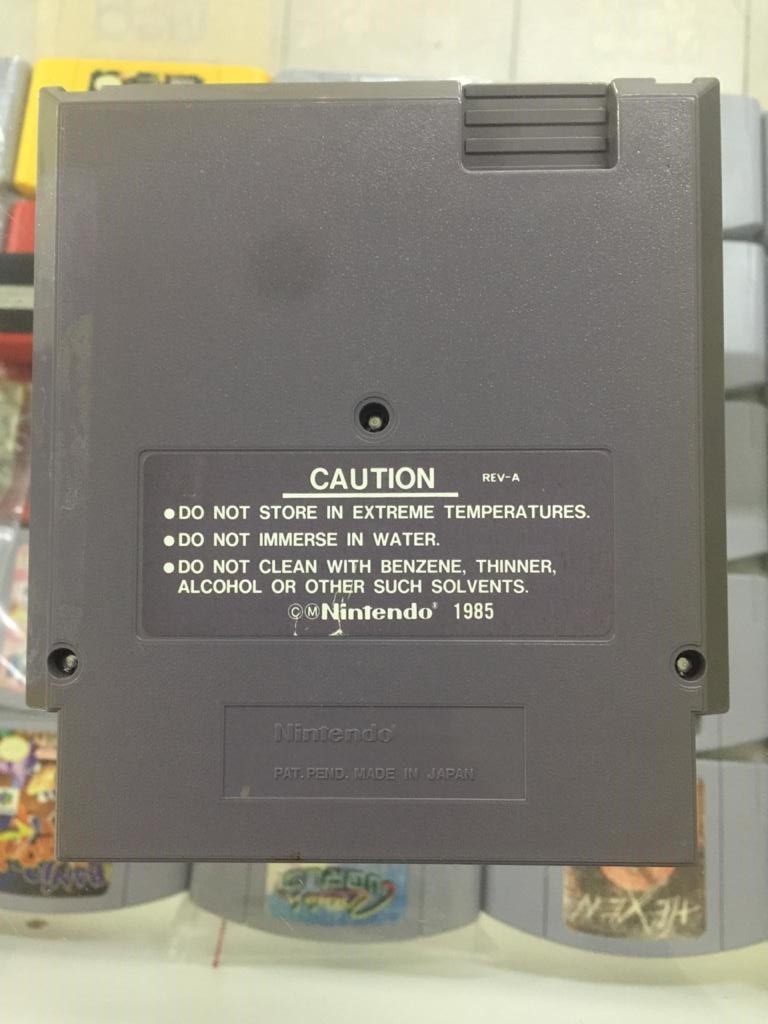 CAUTION REV-A
●DO NOT STORE IN EXTREME TEMPERATURES.
●DO NOT IMMERSE IN WATER.
●DO NOT CLEAN WITH BENZENE, THINNER,
ALCOHOL OR OTHER SUCH SOLVENTS.
©ⓂNintendo® 1985
Nintendo®
PAT. PEND. MADE IN JAPAN
HEXEN